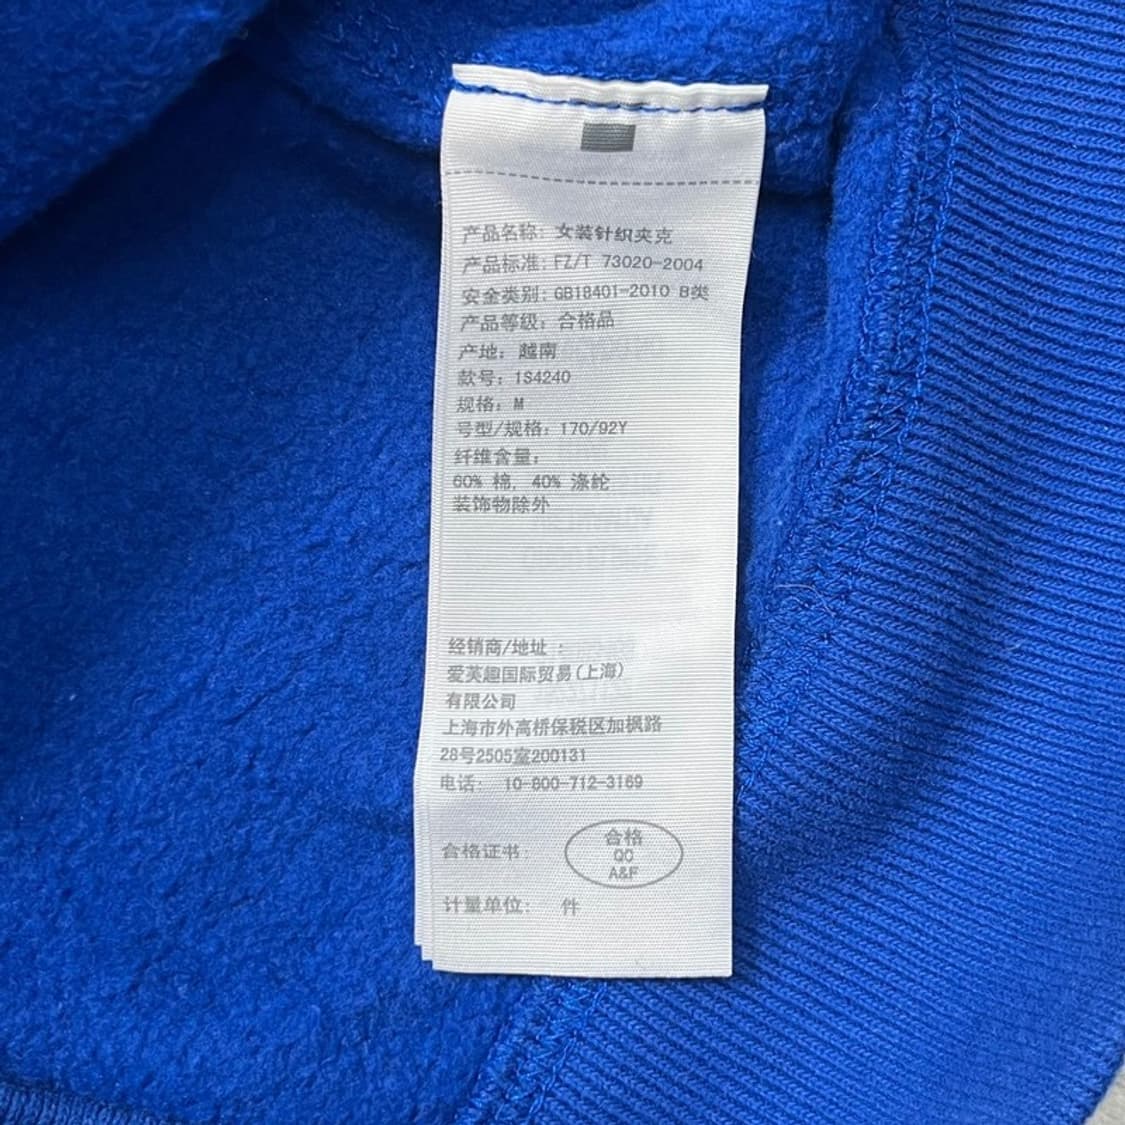 产品名称: 女装针织夹克
产品标准: FZ/T 73020-2004
安全类别: GB18401-2010 B类
产品等级: 合格品
产地: 越南
款号: 1S4240
规格: M
号型/规格: 170/92Y
纤维含量:
60% 棉, 40% 涤纶
装饰物除外
经销商/地址 :
爱芙趣国际贸易(上海)
有限公司
上海市外高桥保税区加枫路
28号2505室200131
电话: 10-800-712-3169
合格证书:
合格
QC
A&F
计量单位: 件